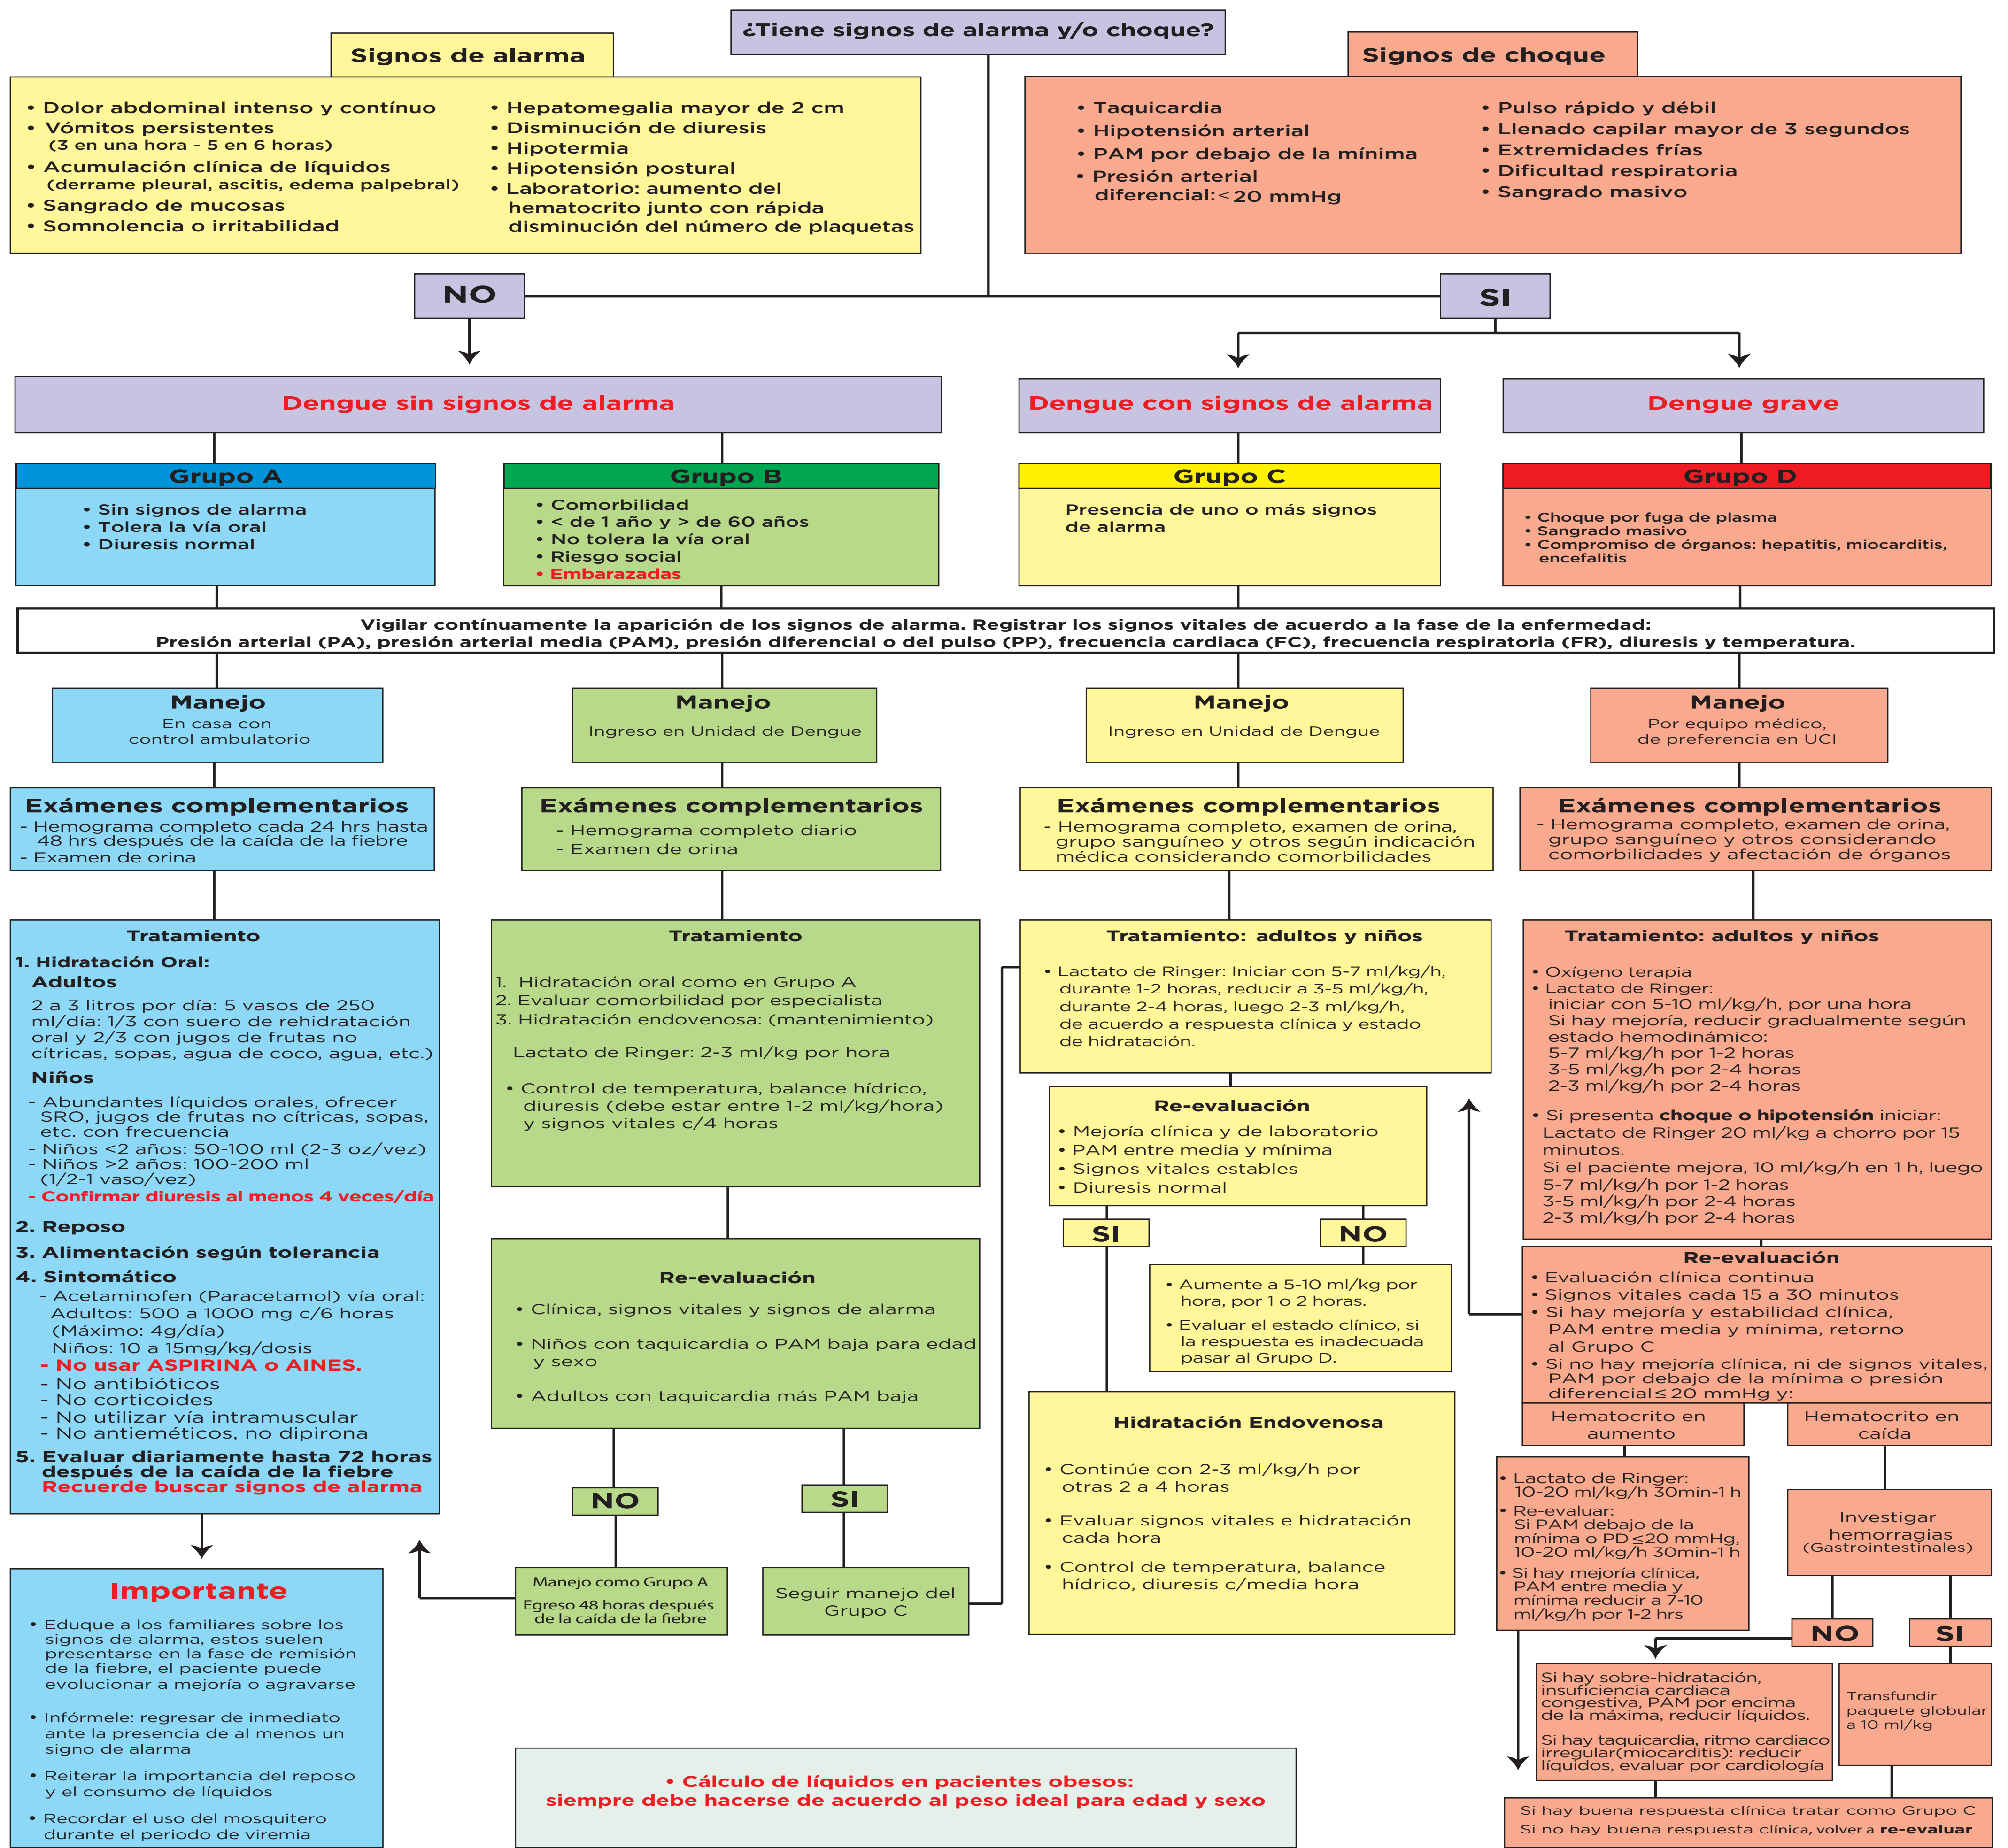 ¿Tiene signos de alarma y/o choque?
Signos de alarma
• Dolor abdominal intenso y contínuo
• Vómitos persistentes
(3 en una hora - 5 en 6 horas)
• Acumulación clínica de líquidos
(derrame pleural, ascitis, edema palpebral)
• Sangrado de mucosas
• Somnolencia o irritabilidad
• Hepatomegalia mayor de 2 cm
• Disminución de diuresis
• Hipotermia
• Hipotensión postural
• Laboratorio: aumento del
hematocrito junto con rápida
disminución del número de plaquetas
Signos de choque
• Taquicardia
• Hipotensión arterial
• PAM por debajo de la mínima
• Presión arterial
diferencial:≤20 mmHg
• Pulso rápido y débil
• Llenado capilar mayor de 3 segundos
• Extremidades frías
• Dificultad respiratoria
• Sangrado masivo
NO
SI
Dengue sin signos de alarma
Dengue con signos de alarma
Dengue grave
Grupo A
• Sin signos de alarma
• Tolera la vía oral
• Diuresis normal
Grupo B
• Comorbilidad
• < de 1 año y > de 60 años
• No tolera la vía oral
• Riesgo social
• Embarazadas
Grupo C
Presencia de uno o más signos
de alarma
Grupo D
• Choque por fuga de plasma
• Sangrado masivo
• Compromiso de órganos: hepatitis, miocarditis,
encefalitis
Vigilar contínuamente la aparición de los signos de alarma. Registrar los signos vitales de acuerdo a la fase de la enfermedad:
Presión arterial (PA), presión arterial media (PAM), presión diferencial o del pulso (PP), frecuencia cardiaca (FC), frecuencia respiratoria (FR), diuresis y temperatura.
Manejo
En casa con
control ambulatorio
Manejo
Ingreso en Unidad de Dengue
Manejo
Ingreso en Unidad de Dengue
Manejo
Por equipo médico,
de preferencia en UCI
Exámenes complementarios
- Hemograma completo cada 24 hrs hasta
48 hrs después de la caída de la fiebre
- Examen de orina
Exámenes complementarios
- Hemograma completo diario
- Examen de orina
Exámenes complementarios
- Hemograma completo, examen de orina,
grupo sanguíneo y otros según indicación
médica considerando comorbilidades
Exámenes complementarios
- Hemograma completo, examen de orina,
grupo sanguíneo y otros considerando
comorbilidades y afectación de órganos
Tratamiento
1. Hidratación Oral:
Adultos
2 a 3 litros por día: 5 vasos de 250
ml/día: 1/3 con suero de rehidratación
oral y 2/3 con jugos de frutas no
cítricas, sopas, agua de coco, agua, etc.)
Niños
- Abundantes líquidos orales, ofrecer
SRO, jugos de frutas no cítricas, sopas,
etc. con frecuencia
- Niños <2 años: 50-100 ml (2-3 oz/vez)
- Niños >2 años: 100-200 ml
(1/2-1 vaso/vez)
- Confirmar diuresis al menos 4 veces/día
2. Reposo
3. Alimentación según tolerancia
4. Sintomático
- Acetaminofen (Paracetamol) vía oral:
Adultos: 500 a 1000 mg c/6 horas
(Máximo: 4g/día)
Niños: 10 a 15mg/kg/dosis
- No usar ASPIRINA o AINES.
- No antibióticos
- No corticoides
- No utilizar vía intramuscular
- No antieméticos, no dipirona
5. Evaluar diariamente hasta 72 horas
después de la caída de la fiebre
Recuerde buscar signos de alarma
Importante
• Eduque a los familiares sobre los
signos de alarma, estos suelen
presentarse en la fase de remisión
de la fiebre, el paciente puede
evolucionar a mejoría o agravarse
• Infórmele: regresar de inmediato
ante la presencia de al menos un
signo de alarma
• Reiterar la importancia del reposo
y el consumo de líquidos
• Recordar el uso del mosquitero
durante el periodo de viremia
Tratamiento
1. Hidratación oral como en Grupo A
2. Evaluar comorbilidad por especialista
3. Hidratación endovenosa: (mantenimiento)
Lactato de Ringer: 2-3 ml/kg por hora
• Control de temperatura, balance hídrico,
diuresis (debe estar entre 1-2 ml/kg/hora)
y signos vitales c/4 horas
Re-evaluación
• Clínica, signos vitales y signos de alarma
• Niños con taquicardia o PAM baja para edad
y sexo
• Adultos con taquicardia más PAM baja
NO
SI
Manejo como Grupo A
Egreso 48 horas después
de la caída de la fiebre
Seguir manejo del
Grupo C
Tratamiento: adultos y niños
• Lactato de Ringer: Iniciar con 5-7 ml/kg/h,
durante 1-2 horas, reducir a 3-5 ml/kg/h,
durante 2-4 horas, luego 2-3 ml/kg/h,
de acuerdo a respuesta clínica y estado
de hidratación.
Re-evaluación
• Mejoría clínica y de laboratorio
• PAM entre media y mínima
• Signos vitales estables
• Diuresis normal
SI
NO
• Aumente a 5-10 ml/kg por
hora, por 1 o 2 horas.
• Evaluar el estado clínico, si
la respuesta es inadecuada
pasar al Grupo D.
Hidratación Endovenosa
• Continúe con 2-3 ml/kg/h por
otras 2 a 4 horas
• Evaluar signos vitales e hidratación
cada hora
• Control de temperatura, balance
hídrico, diuresis c/media hora
Tratamiento: adultos y niños
• Oxígeno terapia
• Lactato de Ringer:
iniciar con 5-10 ml/kg/h, por una hora
Si hay mejoría, reducir gradualmente según
estado hemodinámico:
5-7 ml/kg/h por 1-2 horas
3-5 ml/kg/h por 2-4 horas
2-3 ml/kg/h por 2-4 horas
• Si presenta choque o hipotensión iniciar:
Lactato de Ringer 20 ml/kg a chorro por 15
minutos.
Si el paciente mejora, 10 ml/kg/h en 1 h, luego
5-7 ml/kg/h por 1-2 horas
3-5 ml/kg/h por 2-4 horas
2-3 ml/kg/h por 2-4 horas
Re-evaluación
• Evaluación clínica continua
• Signos vitales cada 15 a 30 minutos
• Si hay mejoría y estabilidad clínica,
PAM entre media y mínima, retorno
al Grupo C
• Si no hay mejoría clínica, ni de signos vitales,
PAM por debajo de la mínima o presión
diferencial≤20 mmHg y:
Hematocrito en
aumento
Hematocrito en
caída
• Lactato de Ringer:
10-20 ml/kg/h 30min-1 h
• Re-evaluar:
Si PAM debajo de la
mínima o PD≤20 mmHg,
10-20 ml/kg/h 30min-1 h
• Si hay mejoría clínica,
PAM entre media y
mínima reducir a 7-10
ml/kg/h por 1-2 hrs
Investigar
hemorragias
(Gastrointestinales)
NO
SI
Si hay sobre-hidratación,
insuficiencia cardiaca
congestiva, PAM por encima
de la máxima, reducir líquidos.
Si hay taquicardia, ritmo cardiaco
irregular(miocarditis): reducir
líquidos, evaluar por cardiología
Transfundir
paquete globular
a 10 ml/kg
Si hay buena respuesta clínica tratar como Grupo C
Si no hay buena respuesta clínica, volver a re-evaluar
• Cálculo de líquidos en pacientes obesos:
siempre debe hacerse de acuerdo al peso ideal para edad y sexo